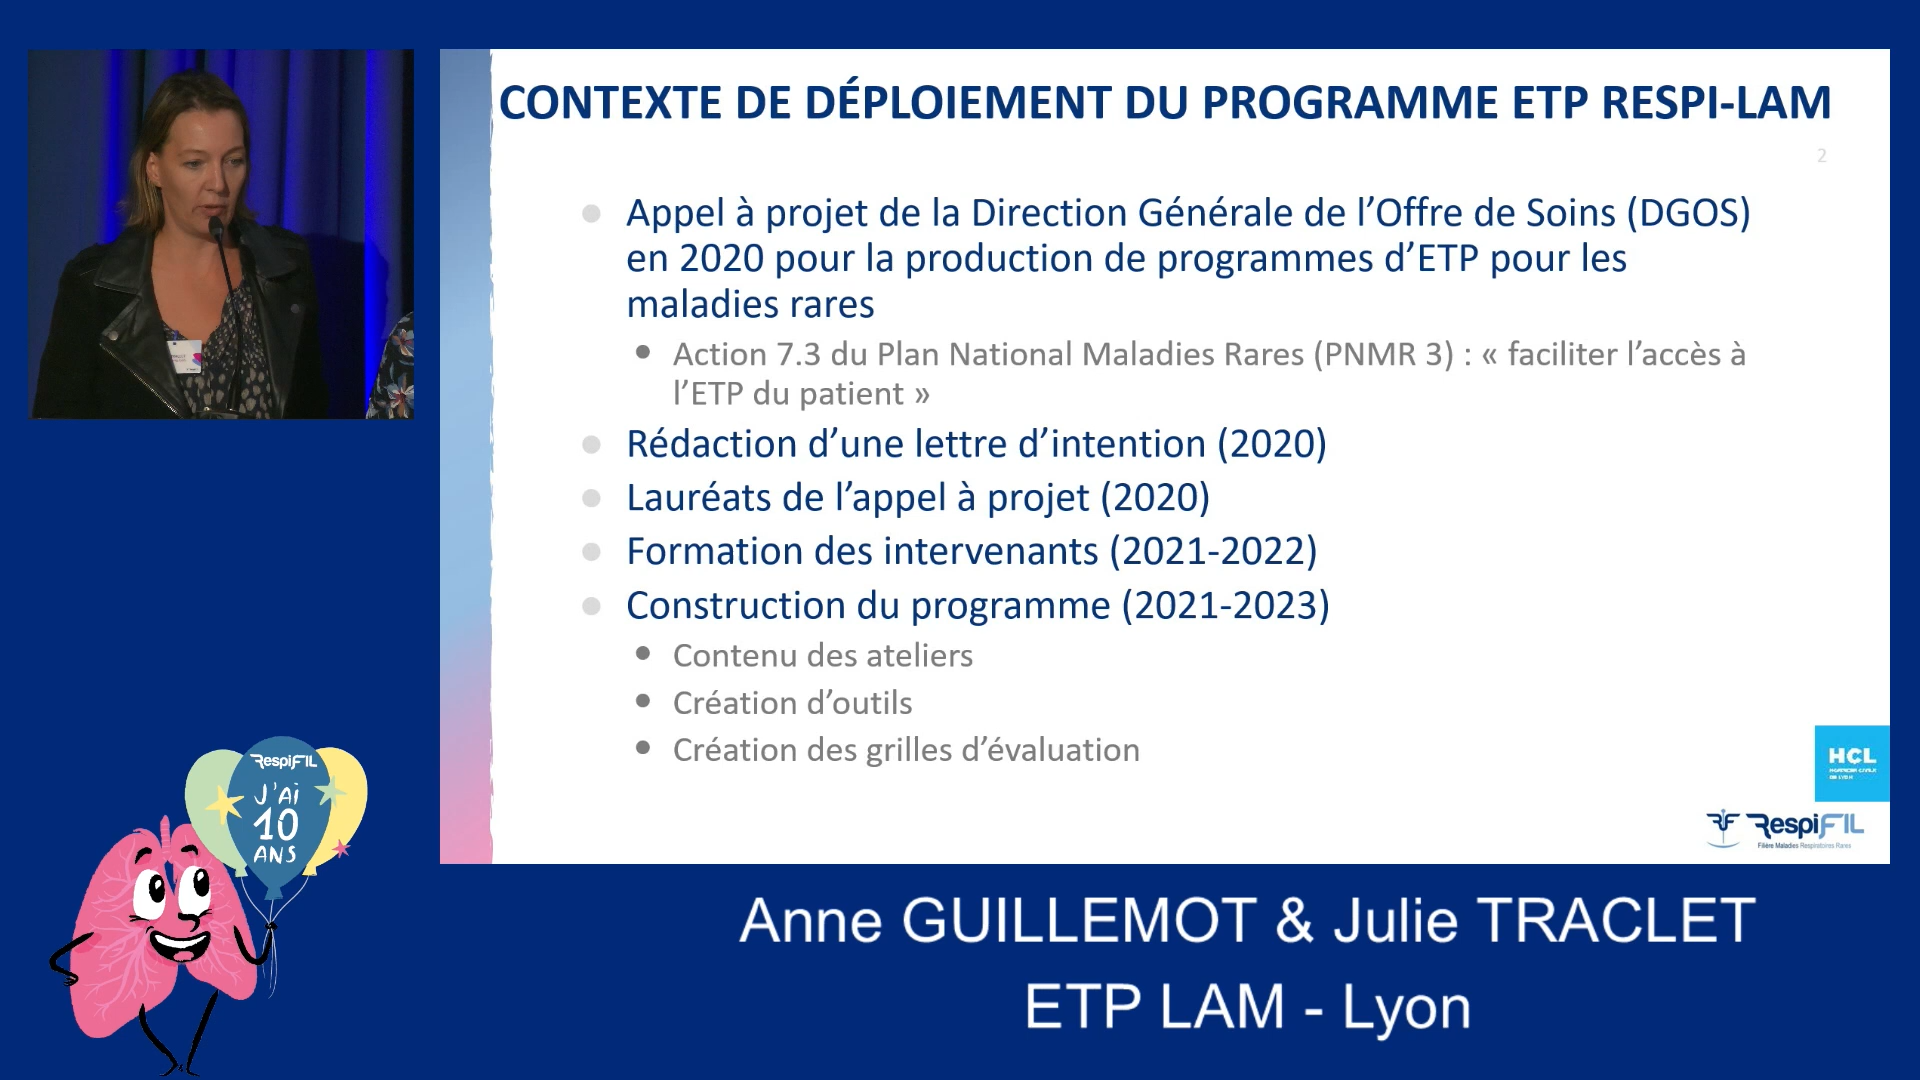 CONTEXTE DE DÉPLOIEMENT DU PROGRAMME ETP RESPI-LAM
2
Appel à projet de la Direction Générale de l’Offre de Soins (DGOS)
en 2020 pour la production de programmes d’ETP pour les
maladies rares
Action 7.3 du Plan National Maladies Rares (PNMR 3) : « faciliter l’accès à
l’ETP du patient »
Rédaction d’une lettre d’intention (2020)
Lauréats de l’appel à projet (2020)
Formation des intervenants (2021-2022)
Construction du programme (2021-2023)
Contenu des ateliers
Création d’outils
Création des grilles d’évaluation
HCL
RespiFIL
Filière Maladies Respiratoires Rares
RespiFIL
J'Ai
10
ANS
Anne GUILLEMOT & Julie TRACLET
ETP LAM - Lyon